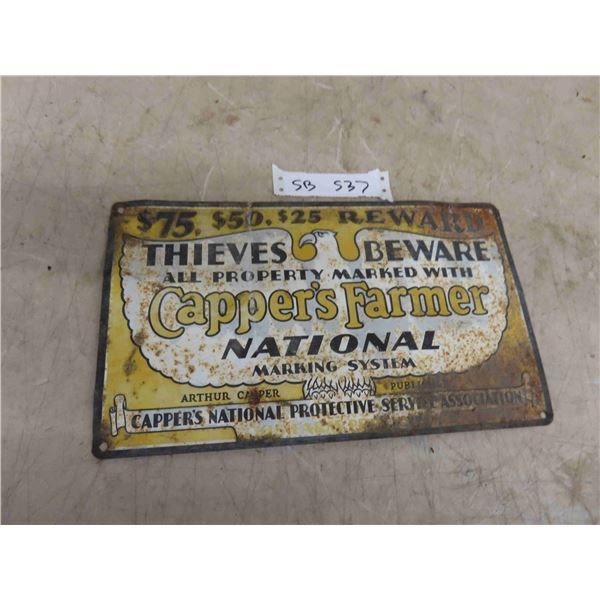 SB S37
$75, $50, $25 REWARD
THIEVES BEWARE
ALL PROPERTY MARKED WITH
Capper's Farmer
NATIONAL
MARKING SYSTEM
ARTHUR CAPPER
CAPPER'S NATIONAL PROTECTIVE SERVICE ASSOCIATION